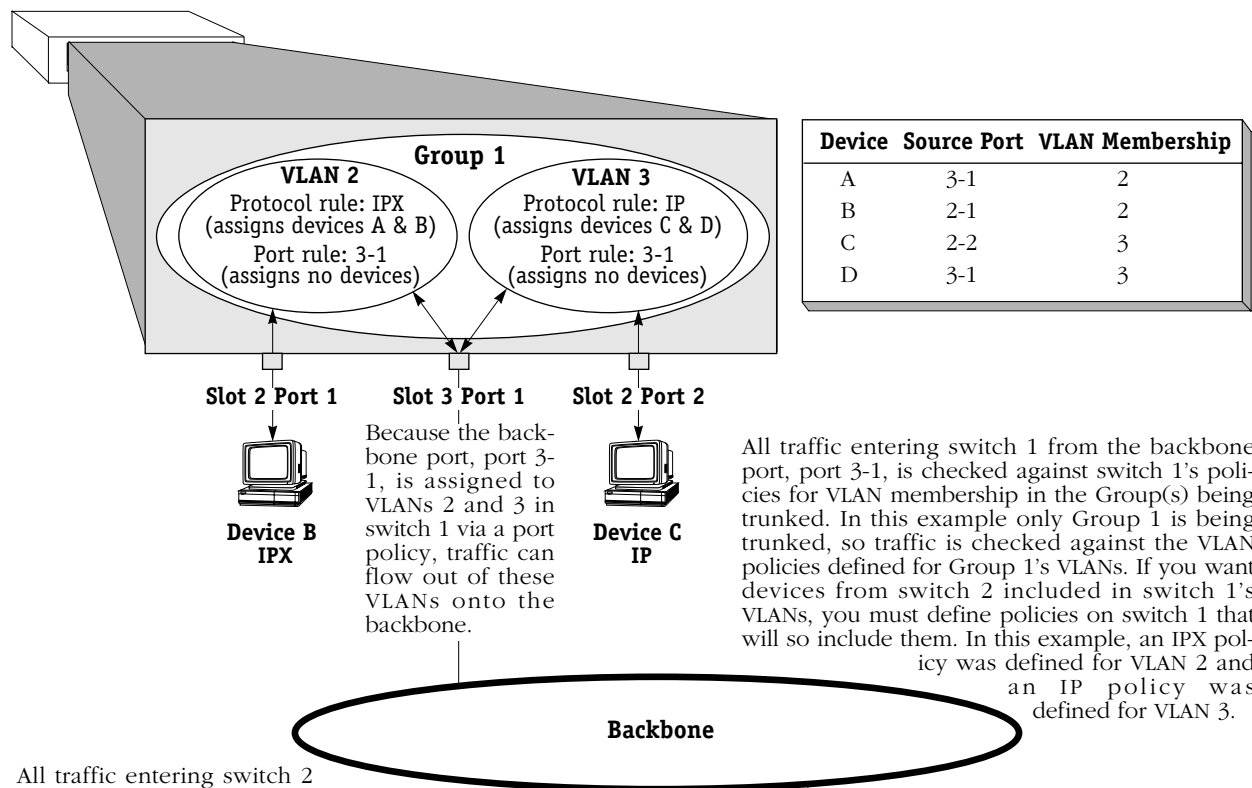 Group 1
VLAN 2
Protocol rule: IPX
(assigns devices A & B)
Port rule: 3-1
(assigns no devices)
VLAN 3
Protocol rule: IP
(assigns devices C & D)
Port rule: 3-1
(assigns no devices)
Device Source Port VLAN Membership
A 3-1 2
B 2-1 2
C 2-2 3
D 3-1 3
Slot 2 Port 1
Slot 3 Port 1
Slot 2 Port 2
Device B
IPX
Because the back-
bone port, port 3-
1, is assigned to
VLANs 2 and 3 in
switch 1 via a port
policy, traffic can
flow out of these
VLANs onto the
backbone.
Device C
IP
All traffic entering switch 1 from the backbone
port, port 3-1, is checked against switch 1's poli-
cies for VLAN membership in the Group(s) being
trunked. In this example only Group 1 is being
trunked, so traffic is checked against the VLAN
policies defined for Group 1's VLANs. If you want
devices from switch 2 included in switch 1's
VLANs, you must define policies on switch 1 that
will so include them. In this example, an IPX pol-
icy was defined for VLAN 2 and
an IP policy was
defined for VLAN 3.
Backbone
All traffic entering switch 2